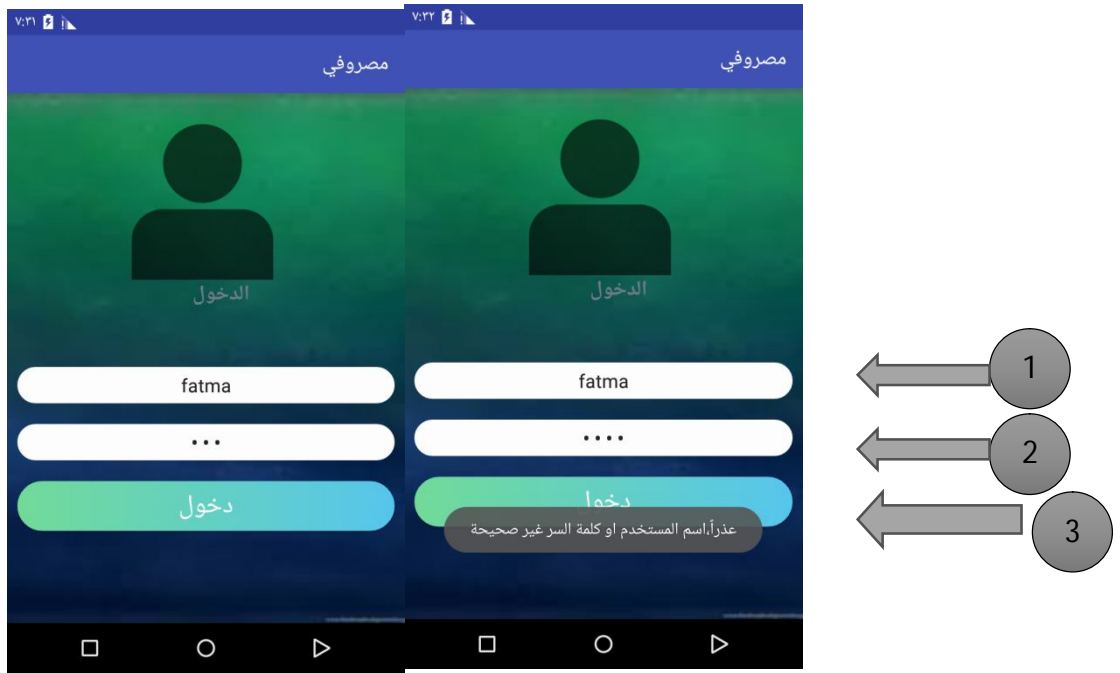 ٧:٣١
مصروفي
الدخول
fatma
•••
دخول
٧:٣٢
مصروفي
الدخول
fatma
••••
دخول
عذراً،اسم المستخدم او كلمة السر غير صحيحة
1
2
3